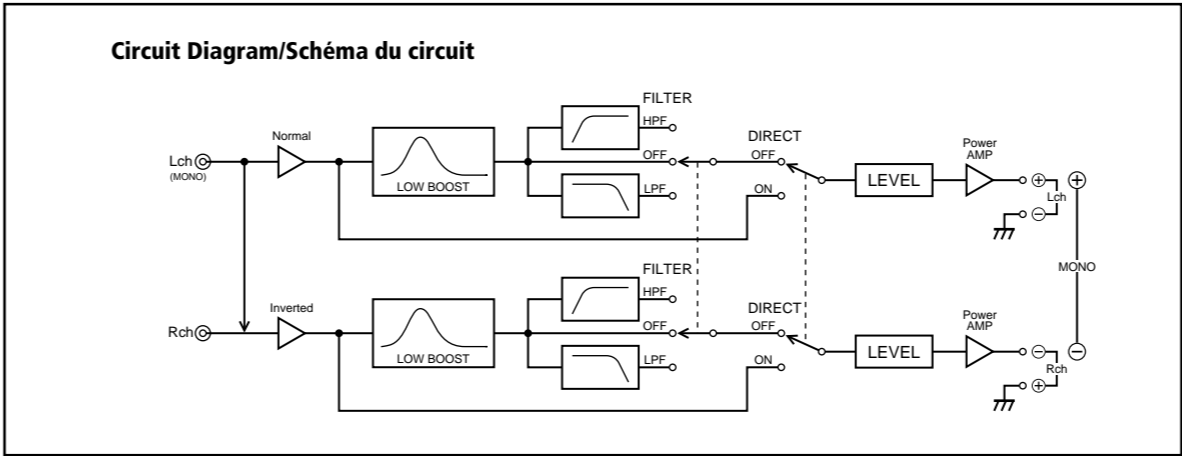 Circuit Diagram/Schéma du circuit
FILTER
HPF
Normal
DIRECT
Power
AMP
Lch
(MONO)
LOW BOOST
OFF
OFF
LEVEL
+
Lch
-
+
LPF
ON
MONO
FILTER
HPF
Inverted
DIRECT
Power
AMP
Rch
LOW BOOST
OFF
OFF
LEVEL
-
Rch
+
-
LPF
ON